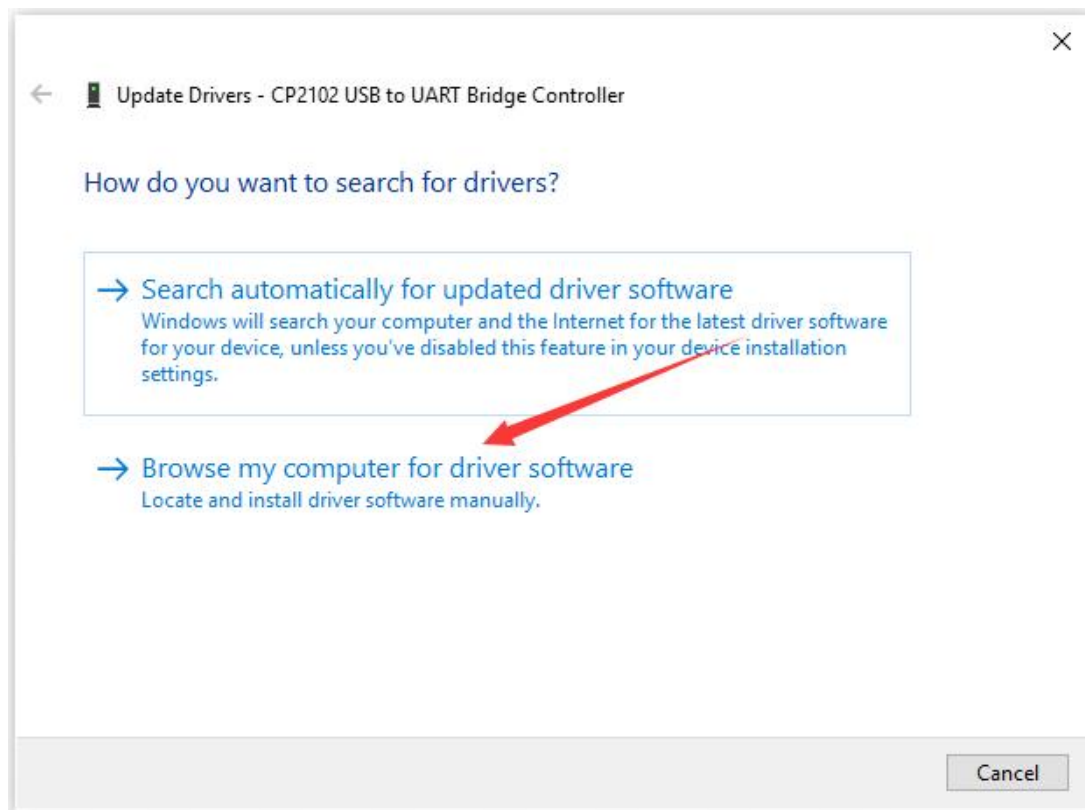 Update Drivers - CP2102 USB to UART Bridge Controller
How do you want to search for drivers?
Search automatically for updated driver software
Windows will search your computer and the Internet for the latest driver software
for your device, unless you've disabled this feature in your device installation
settings.
Browse my computer for driver software
Locate and install driver software manually.
Cancel